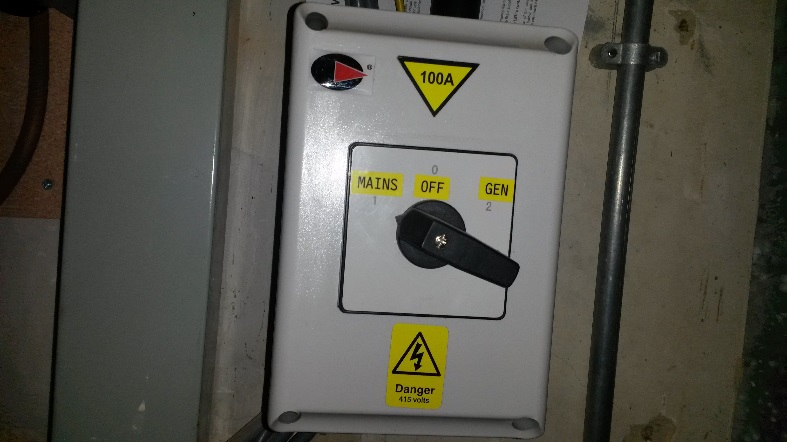 100A
0
MAINS OFF GEN
1 2
Danger
415 volts